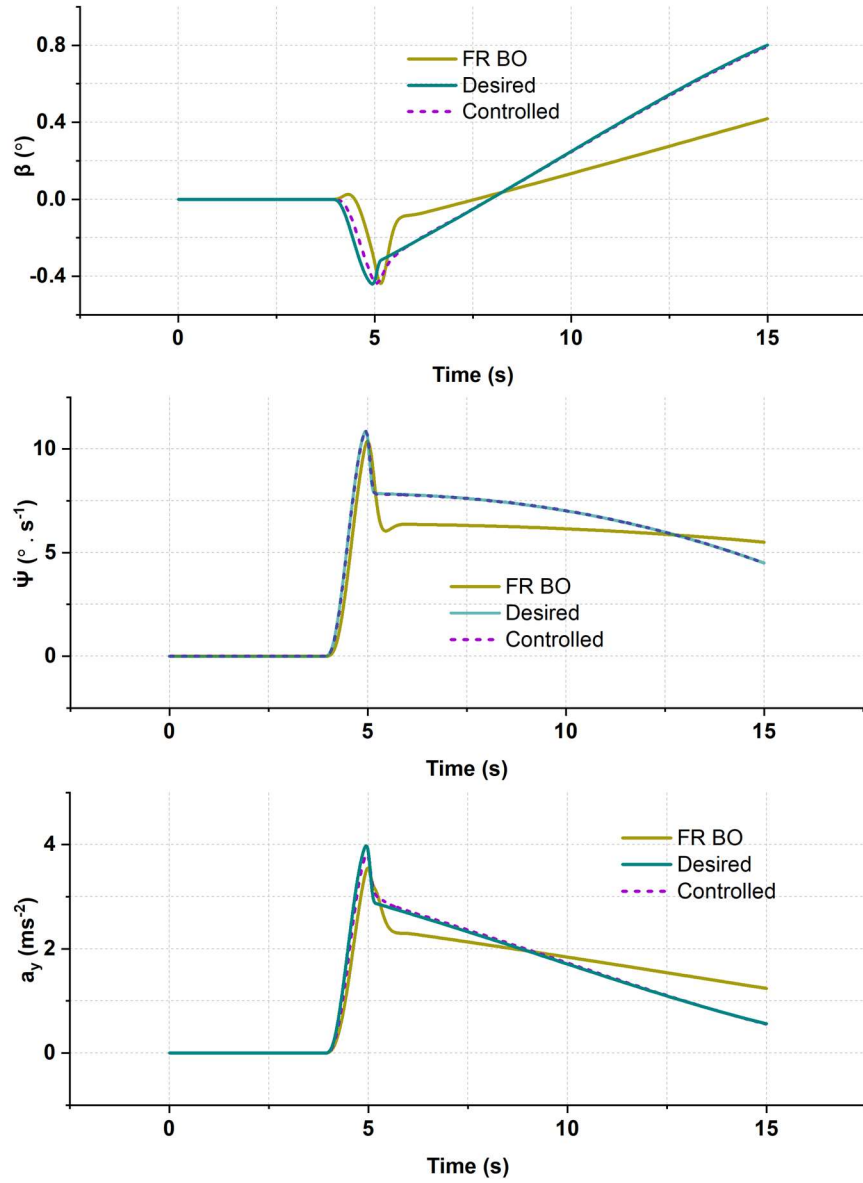 0.8
0.4
0.0
-0.4
β (°)
FR BO
Desired
Controlled
0 5 10 15
Time (s)
10
5
0
Ψ̇ (° . s⁻¹)
FR BO
Desired
Controlled
0 5 10 15
Time (s)
4
2
0
aᵧ (ms⁻²)
FR BO
Desired
Controlled
0 5 10 15
Time (s)